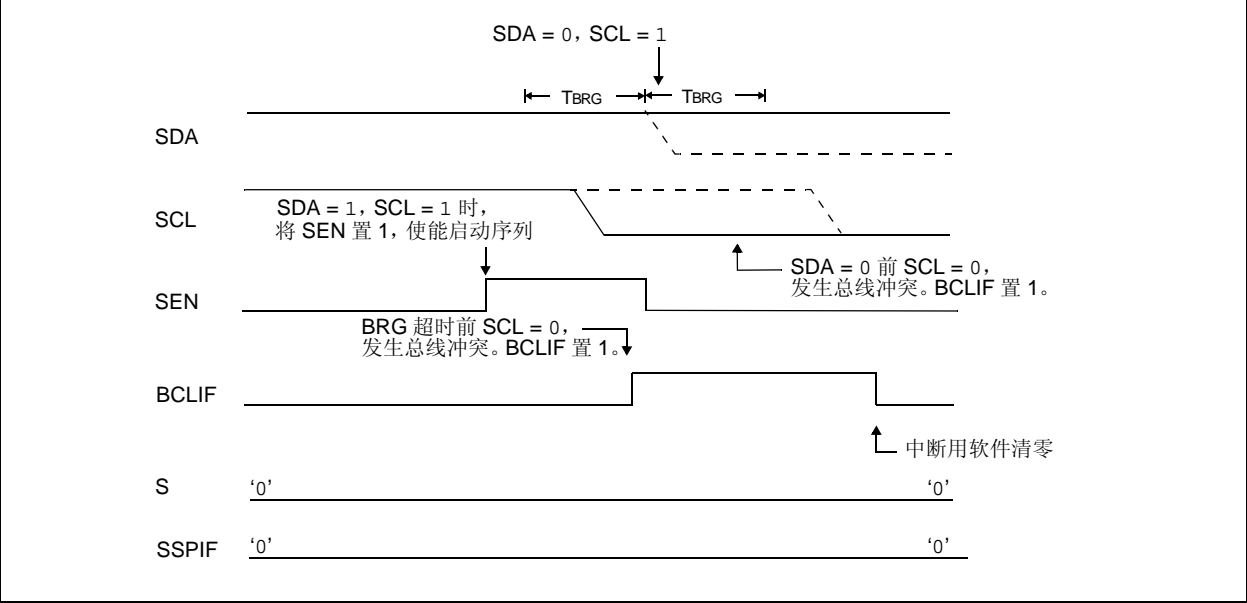 SDA = 0, SCL = 1
TBRG TBRG
SDA
SCL
SDA = 1, SCL = 1 时,
将 SEN 置 1, 使能启动序列
SDA = 0 前 SCL = 0,
发生总线冲突。BCLIF 置 1。
SEN
BRG 超时前 SCL = 0,
发生总线冲突。BCLIF 置 1。
BCLIF
中断用软件清零
S
‘0’ ‘0’
SSPIF
‘0’ ‘0’